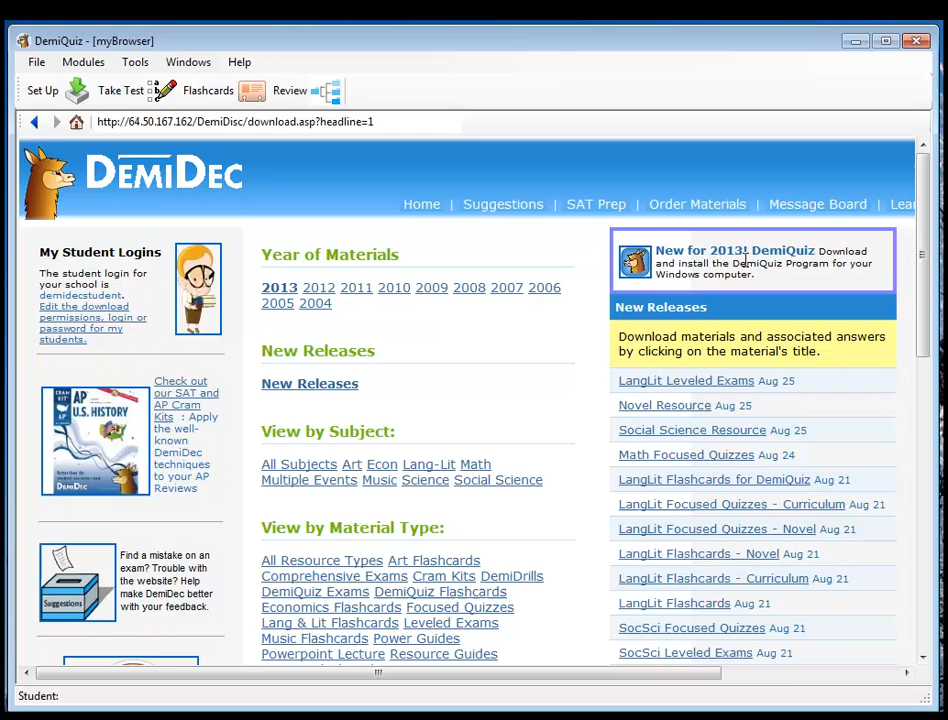 DemiQuiz - [myBrowser]
File Modules Tools Windows Help
Set Up Take Test Flashcards Review
http://64.50.167.162/DemiDisc/download.asp?headline=1
DEMIDEC
Home | Suggestions | SAT Prep | Order Materials | Message Board | Lear
My Student Logins
The student login for
your school is
demidecstudent.
Edit the download
permissions, login or
password for my
students.
AP
U.S. HISTORY
DEMIDEC
Check out
our SAT and
AP Cram
Kits : Apply
the well-
known
DemiDec
techniques
to your AP
Reviews
Suggestions
Find a mistake on an
exam? Trouble with
the website? Help
make DemiDec better
with your feedback.
Year of Materials
2013 2012 2011 2010 2009 2008 2007 2006
2005 2004
New Releases
New Releases
View by Subject:
All Subjects Art Econ Lang-Lit Math
Multiple Events Music Science Social Science
View by Material Type:
All Resource Types Art Flashcards
Comprehensive Exams Cram Kits DemiDrills
DemiQuiz Exams DemiQuiz Flashcards
Economics Flashcards Focused Quizzes
Lang & Lit Flashcards Leveled Exams
Music Flashcards Power Guides
Powerpoint Lecture Resource Guides
New for 2013! DemiQuiz Download
and install the DemiQuiz Program for your
Windows computer.
New Releases
Download materials and associated answers
by clicking on the material's title.
LangLit Leveled Exams Aug 25
Novel Resource Aug 25
Social Science Resource Aug 25
Math Focused Quizzes Aug 24
LangLit Flashcards for DemiQuiz Aug 21
LangLit Focused Quizzes - Curriculum Aug 21
LangLit Focused Quizzes - Novel Aug 21
LangLit Flashcards - Novel Aug 21
LangLit Flashcards - Curriculum Aug 21
LangLit Flashcards Aug 21
SocSci Focused Quizzes Aug 21
SocSci Leveled Exams Aug 21
Student: